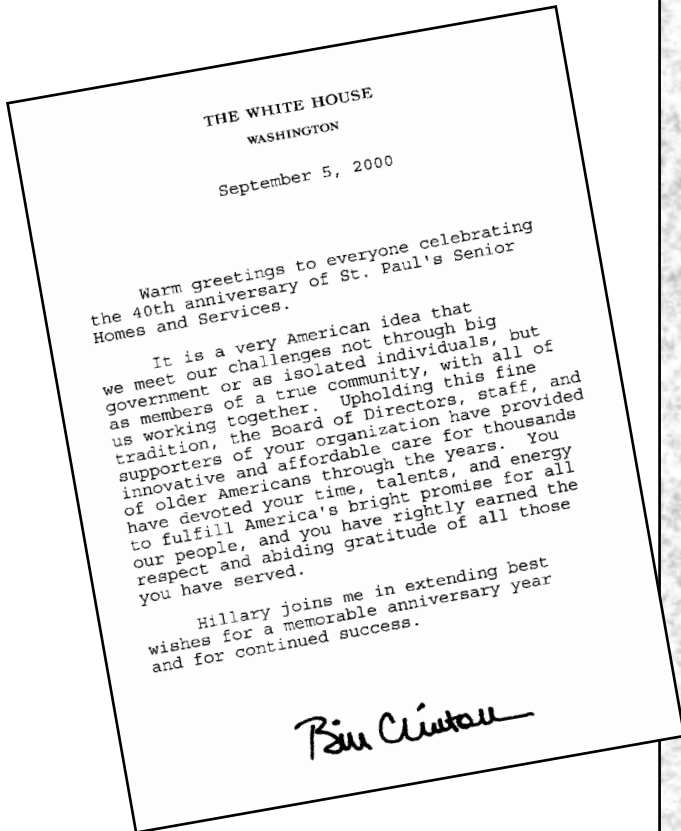 THE WHITE HOUSE
WASHINGTON
September 5, 2000
Warm greetings to everyone celebrating
the 40th anniversary of St. Paul's Senior
Homes and Services.
It is a very American idea that
we meet our challenges not through big
government or as isolated individuals, but
as members of a true community, with all of
us working together. Upholding this fine
tradition, the Board of Directors, staff, and
supporters of your organization have provided
innovative and affordable care for thousands
of older Americans through the years. You
have devoted your time, talents, and energy
to fulfill America's bright promise for all
our people, and you have rightly earned the
respect and abiding gratitude of all those
you have served.
Hillary joins me in extending best
wishes for a memorable anniversary year
and for continued success.
Bill Clinton